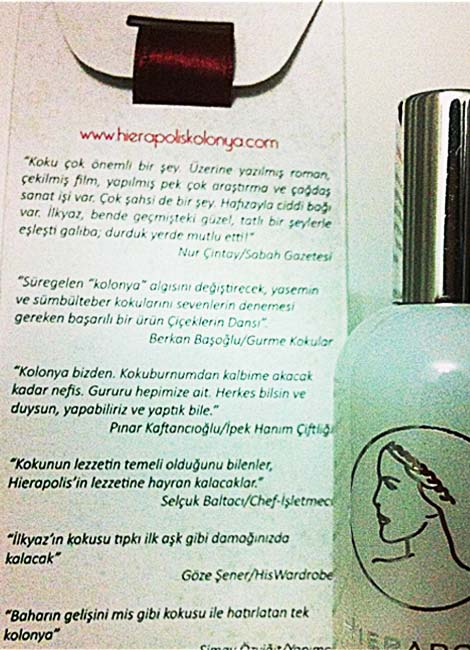 www.hierapoliskolonya.com
"Koku çok önemli bir şey. Üzerine yazılmış roman,
çekilmiş film, yapılmış pek çok araştırma ve çağdaş
sanat işi var. Çok şahsi de bir şey. Hafızayla ciddi bağı
var. İlkyaz, bende geçmişteki güzel, tatlı bir şeylerle
eşleşti galiba; durduk yerde mutlu etti!"
Nur Çintay/Sabah Gazetesi
"Süregelen "kolonya" algısını değiştirecek, yasemin
ve sümbülteber kokularını sevenlerin denemesi
gereken başarılı bir ürün Çiçeklerin Dansı".
Berkan Başoğlu/Gurme Kokular
"Kolonya bizden. Kokuburnumdan kalbime akacak
kadar nefis. Gururu hepimize ait. Herkes bilsin ve
duysun, yapabiliriz ve yaptık bile."
Pınar Kaftancıoğlu/İpek Hanım Çiftliği
"Kokunun lezzetin temeli olduğunu bilenler,
Hierapolis'in lezzetine hayran kalacaklar."
Selçuk Baltacı/Chef-İşletmeci
"İlkyaz'ın kokusu tıpkı ilk aşk gibi damağınızda
kalacak"
Göze Şener/HisWardrobe
"Baharın gelişini mis gibi kokusu ile hatırlatan tek
kolonya"